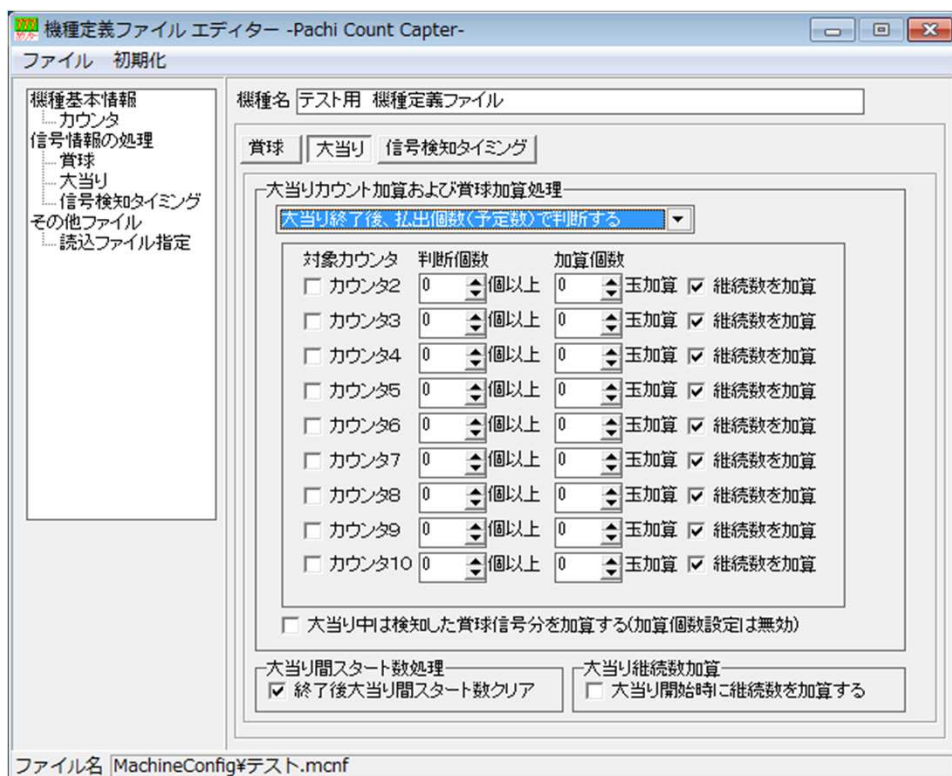 機種定義ファイル エディター -Pachi Count Capter-
ファイル 初期化
機種基本情報
カウンタ
信号情報の処理
賞球
大当り
信号検知タイミング
その他ファイル
読込ファイル指定
機種名 テスト用 機種定義ファイル
賞球 大当り 信号検知タイミング
大当りカウント加算および賞球加算処理
大当り終了後、払出個数(予定数)で判断する
対象カウンタ 判断個数 加算個数
カウンタ2 0 個以上 0 玉加算 継続数を加算
カウンタ3 0 個以上 0 玉加算 継続数を加算
カウンタ4 0 個以上 0 玉加算 継続数を加算
カウンタ5 0 個以上 0 玉加算 継続数を加算
カウンタ6 0 個以上 0 玉加算 継続数を加算
カウンタ7 0 個以上 0 玉加算 継続数を加算
カウンタ8 0 個以上 0 玉加算 継続数を加算
カウンタ9 0 個以上 0 玉加算 継続数を加算
カウンタ10 0 個以上 0 玉加算 継続数を加算
大当り中は検知した賞球信号分を加算する(加算個数設定は無効)
大当り間スタート数処理
終了後大当り間スタート数クリア
大当り継続数加算
大当り開始時に継続数を加算する
ファイル名 MachineConfig¥テスト.mcnf